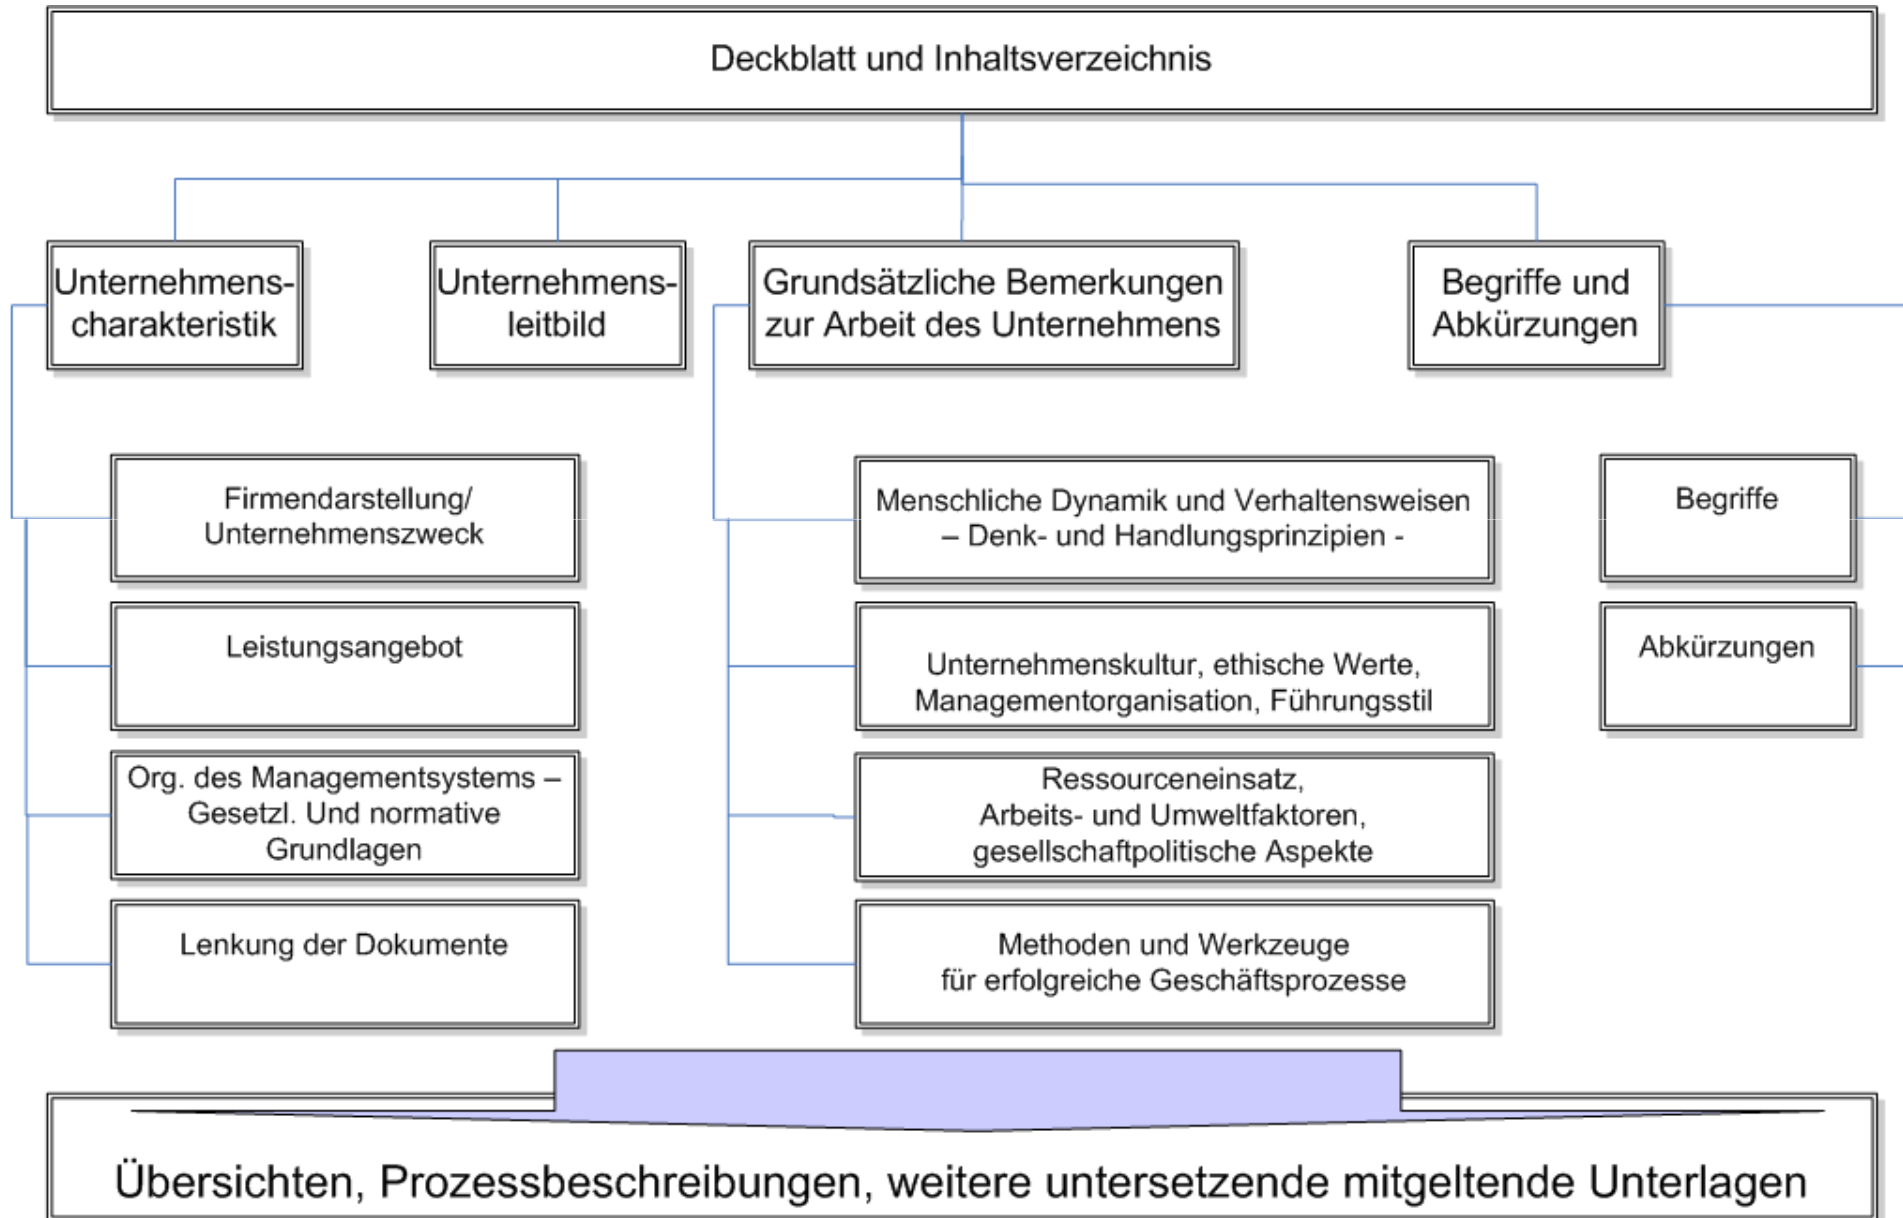 Deckblatt und Inhaltsverzeichnis
Unternehmens-
charakteristik
Unternehmens-
leitbild
Grundsätzliche Bemerkungen
zur Arbeit des Unternehmens
Begriffe und
Abkürzungen
Firmendarstellung/
Unternehmenszweck
Leistungsangebot
Org. des Managementsystems –
Gesetzl. Und normative
Grundlagen
Lenkung der Dokumente
Menschliche Dynamik und Verhaltensweisen
– Denk- und Handlungsprinzipien -
Unternehmenskultur, ethische Werte,
Managementorganisation, Führungsstil
Ressourceneinsatz,
Arbeits- und Umweltfaktoren,
gesellschaftpolitische Aspekte
Methoden und Werkzeuge
für erfolgreiche Geschäftsprozesse
Begriffe
Abkürzungen
Übersichten, Prozessbeschreibungen, weitere untersetzende mitgeltende Unterlagen